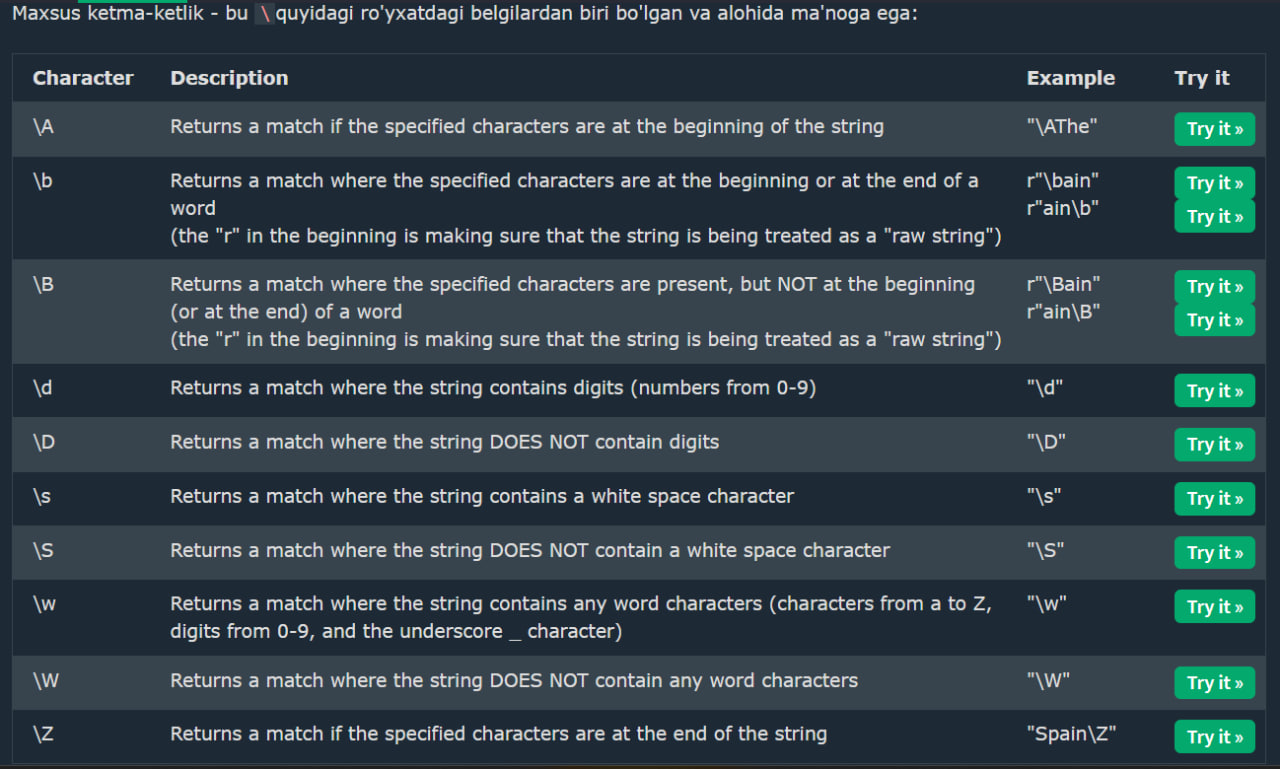 Maxsus ketma-ketlik - bu \ quyidagi ro'yxatdagi belgilardan biri bo'lgan va alohida ma'noga ega:
Character Description Example Try it
\A Returns a match if the specified characters are at the beginning of the string "\AThe" Try it »
\b Returns a match where the specified characters are at the beginning or at the end of a r"\bain" Try it »
word r"ain\b" Try it »
(the "r" in the beginning is making sure that the string is being treated as a "raw string")
\B Returns a match where the specified characters are present, but NOT at the beginning r"\Bain" Try it »
(or at the end) of a word r"ain\B" Try it »
(the "r" in the beginning is making sure that the string is being treated as a "raw string")
\d Returns a match where the string contains digits (numbers from 0-9) "\d" Try it »
\D Returns a match where the string DOES NOT contain digits "\D" Try it »
\s Returns a match where the string contains a white space character "\s" Try it »
\S Returns a match where the string DOES NOT contain a white space character "\S" Try it »
\w Returns a match where the string contains any word characters (characters from a to Z, "\w" Try it »
digits from 0-9, and the underscore _ character)
\W Returns a match where the string DOES NOT contain any word characters "\W" Try it »
\Z Returns a match if the specified characters are at the end of the string "Spain\Z" Try it »